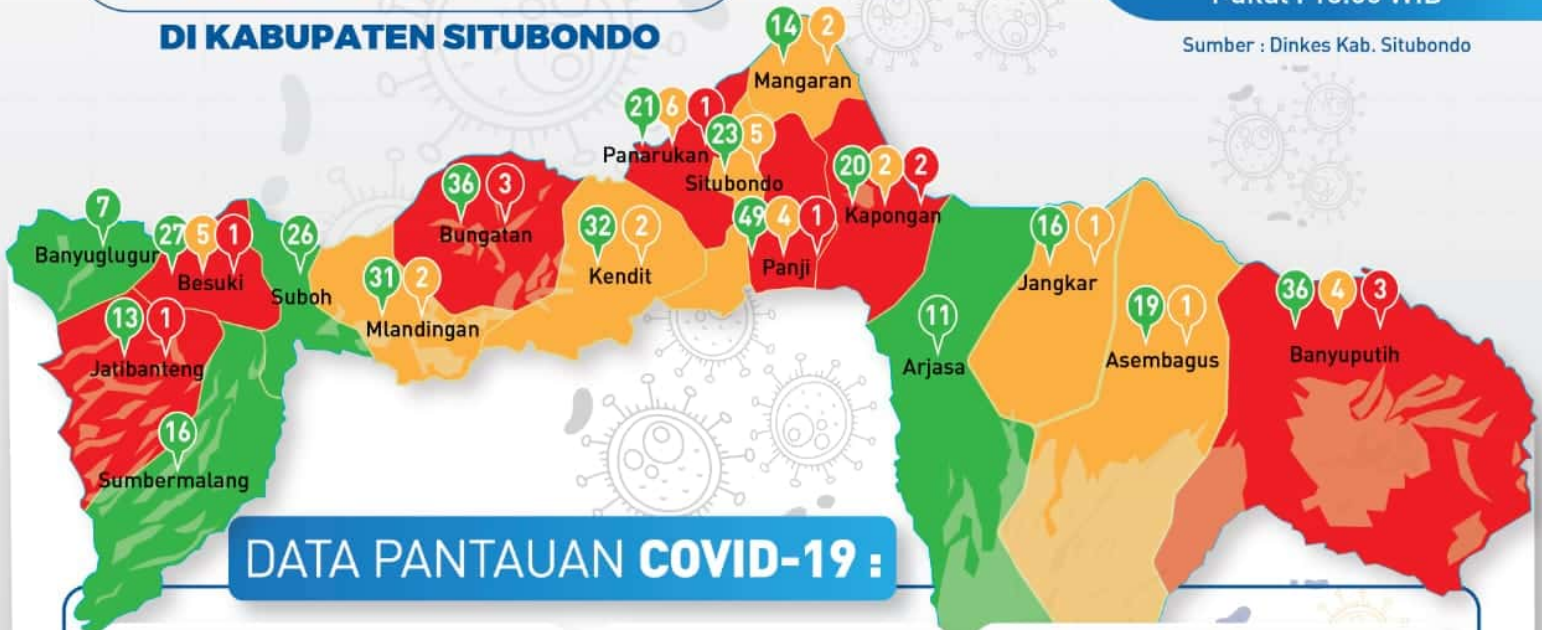 DI KABUPATEN SITUBONDO
Sumber : Dinkes Kab. Situbondo
14 2
Mangaran
21 6 1
Panarukan
23 5
Situbondo
20 2 2
Kapongan
36 3
Bungatan
7
Banyuglugur
27 5 1
Besuki
26
Suboh
32 2
Kendit
49 4 1
Panji
16 1
Jangkar
31 2
Mlandingan
13 1
Jatibanteng
11
Arjasa
19 1
Asembagus
36 4 3
Banyuputih
16
Sumbermalang
DATA PANTAUAN COVID-19 :